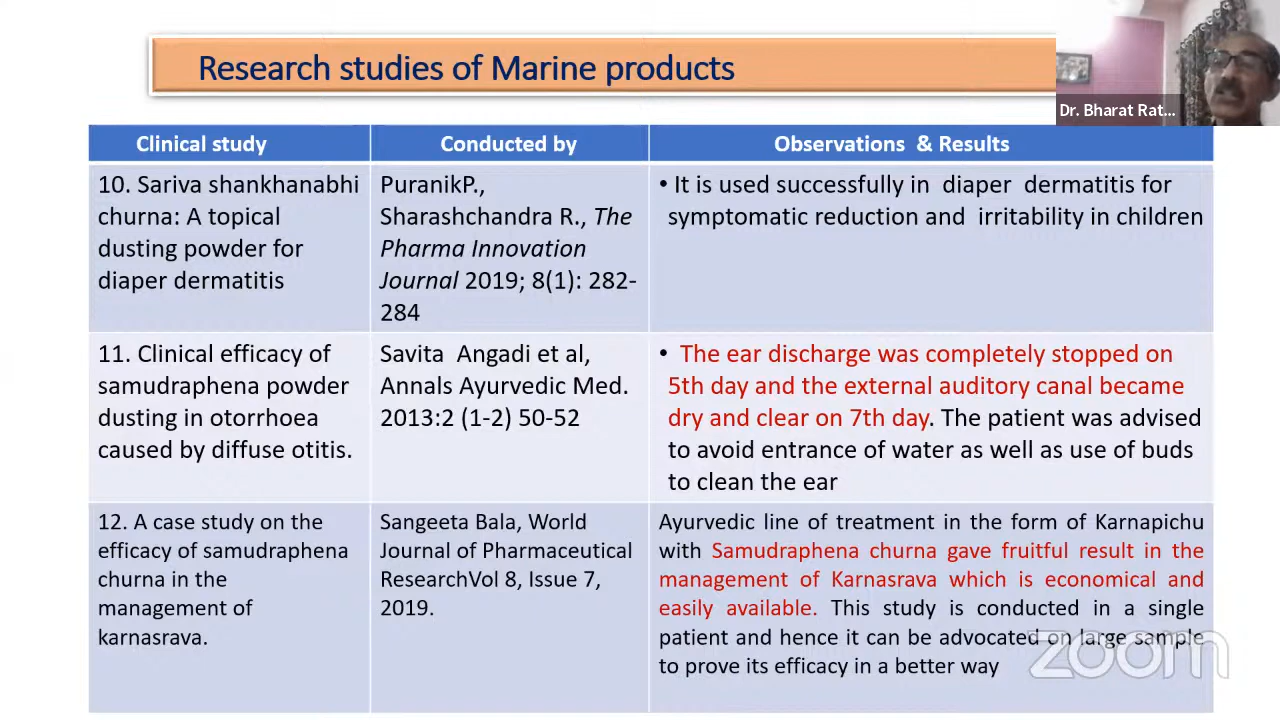 Research studies of Marine products
Dr. Bharat Rat...
Clinical study
Conducted by
Observations & Results
10. Sariva shankhanabhi
churna: A topical
dusting powder for
diaper dermatitis
PuranikP.,
Sharashchandra R., The
Pharma Innovation
Journal 2019; 8(1): 282-
284
• It is used successfully in diaper dermatitis for
symptomatic reduction and irritability in children
11. Clinical efficacy of
samudraphena powder
dusting in otorrhoea
caused by diffuse otitis.
Savita Angadi et al,
Annals Ayurvedic Med.
2013:2 (1-2) 50-52
• The ear discharge was completely stopped on
5th day and the external auditory canal became
dry and clear on 7th day. The patient was advised
to avoid entrance of water as well as use of buds
to clean the ear
12. A case study on the
efficacy of samudraphena
churna in the
management of
karnasrava.
Sangeeta Bala, World
Journal of Pharmaceutical
ResearchVol 8, Issue 7,
2019.
Ayurvedic line of treatment in the form of Karnapichu
with Samudraphena churna gave fruitful result in the
management of Karnasrava which is economical and
easily available. This study is conducted in a single
patient and hence it can be advocated on large sample
to prove its efficacy in a better way
zoom